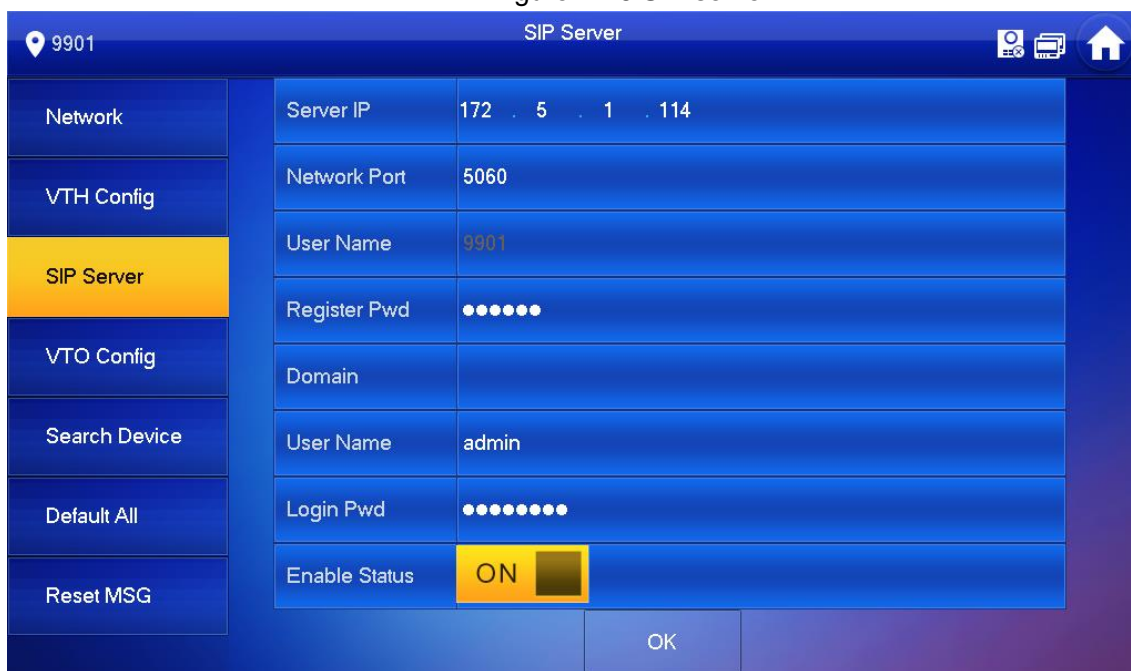 9901
SIP Server
Network
VTH Config
SIP Server
VTO Config
Search Device
Default All
Reset MSG
Server IP 172 . 5 . 1 . 114
Network Port 5060
User Name 9901
Register Pwd ●●●●●●
Domain
User Name admin
Login Pwd ●●●●●●●●
Enable Status ON
OK